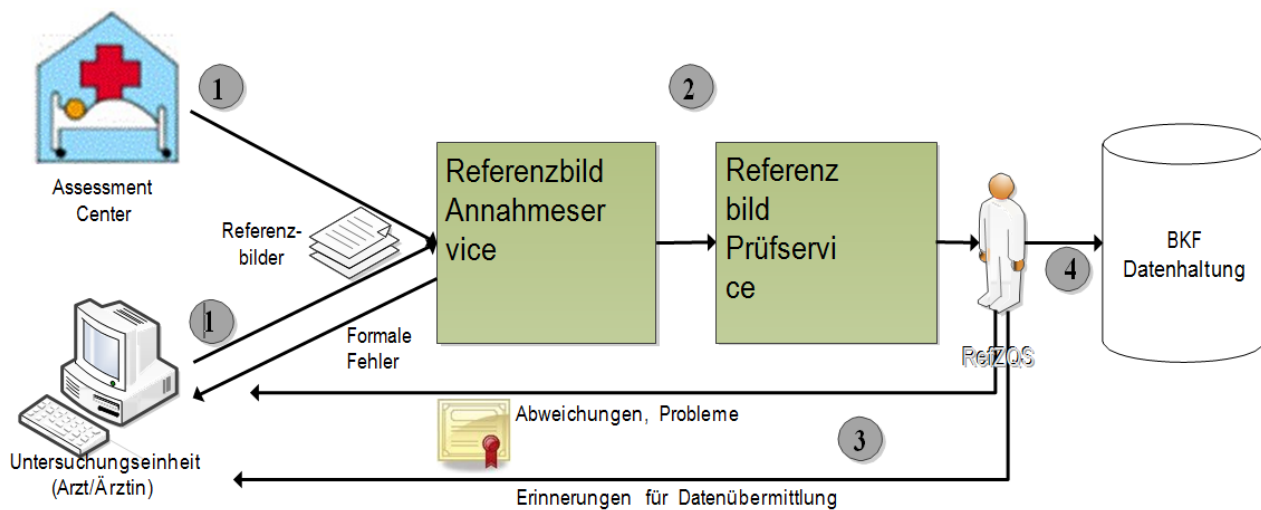 1
2
Assessment
Center
Referenz-
bilder
Referenzbild
Annahmeser
vice
Referenz
bild
Prüfservi
ce
RefZQS
4
BKF
Datenhaltung
1
Formale
Fehler
Abweichungen, Probleme
3
Untersuchungseinheit
(Arzt/Ärztin)
Erinnerungen für Datenübermittlung